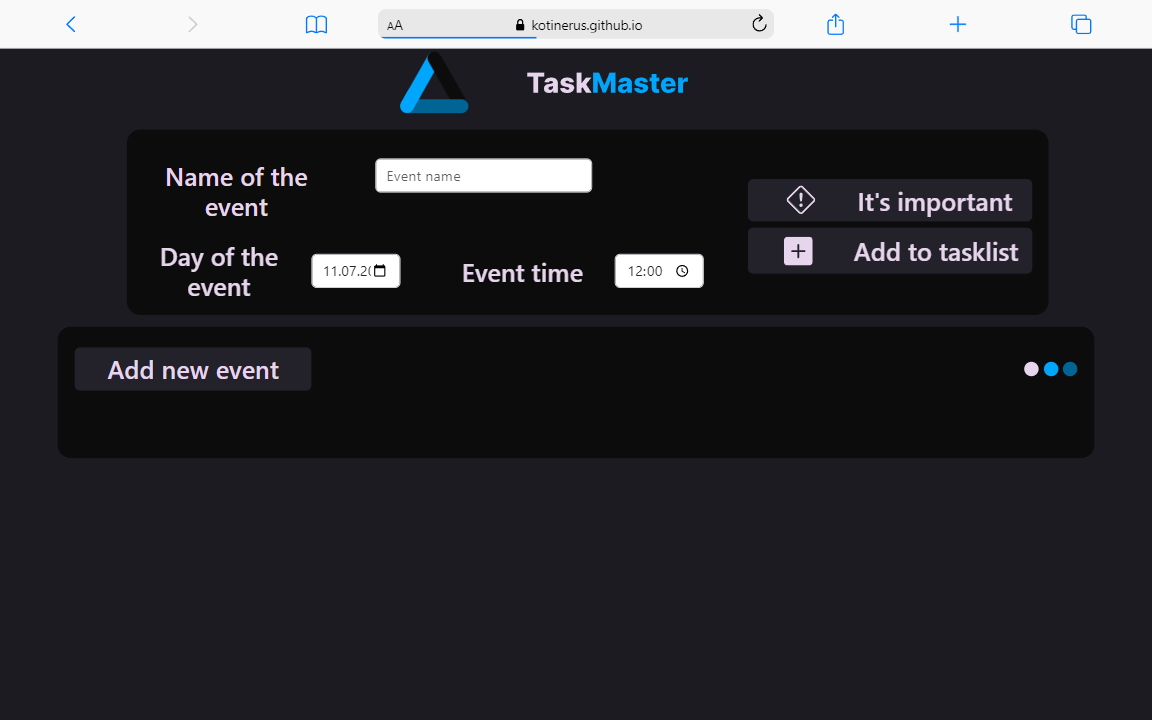 AA
kotinerus.github.io
TaskMaster
Name of the
event
Event name
It's important
Day of the
event
11.07.2
Event time
12:00
Add to tasklist
Add new event